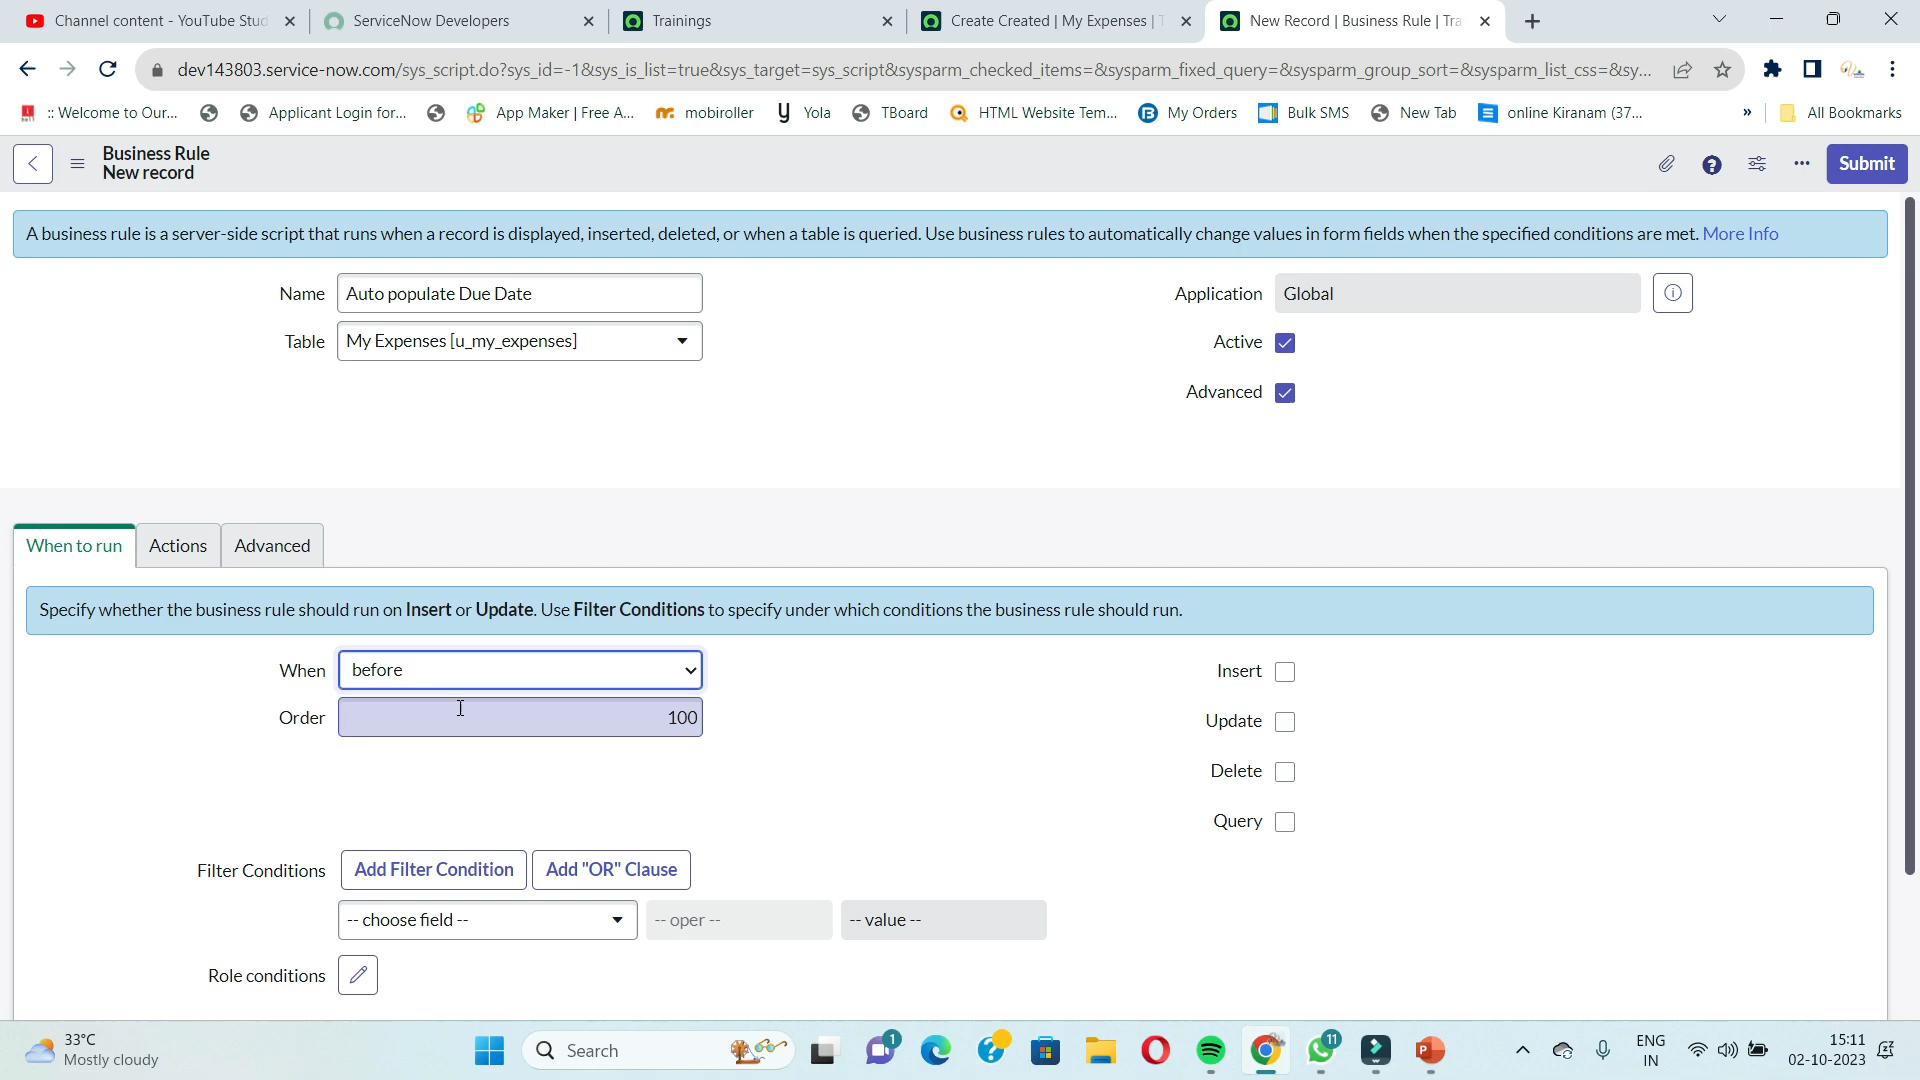 Channel content - YouTube Stud
ServiceNow Developers
Trainings
Create Created | My Expenses | T
New Record | Business Rule | Tra
dev143803.service-now.com/sys_script.do?sys_id=-1&sys_is_list=true&sys_target=sys_script&sysparm_checked_items=&sysparm_fixed_query=&sysparm_group_sort=&sysparm_list_css=&sy...
:: Welcome to Our...
Applicant Login for...
App Maker | Free A...
mobiroller
Yola
TBoard
HTML Website Tem...
My Orders
Bulk SMS
New Tab
online Kiranam (37...
»
All Bookmarks
Business Rule
New record
Submit
A business rule is a server-side script that runs when a record is displayed, inserted, deleted, or when a table is queried. Use business rules to automatically change values in form fields when the specified conditions are met. More Info
Name Auto populate Due Date
Application Global
Table My Expenses [u_my_expenses]
Active
Advanced
When to run
Actions
Advanced
Specify whether the business rule should run on Insert or Update. Use Filter Conditions to specify under which conditions the business rule should run.
When before
Insert
Order 100
Update
Delete
Query
Filter Conditions Add Filter Condition Add "OR" Clause
-- choose field -- -- oper -- -- value --
Role conditions
33°C
Mostly cloudy
Search
1
11
ENG
IN
15:11
02-10-2023